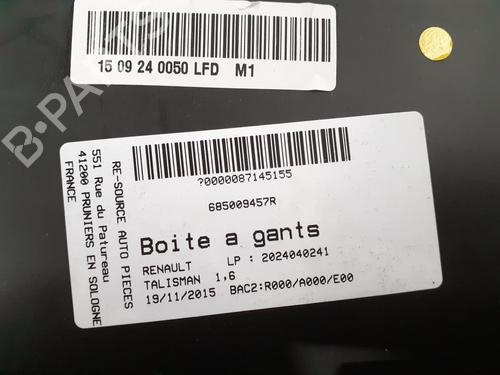 15 09 24 0050 LFD M1
B-PARTS
?0000087145155
685009457R
Boite a gants
RENAULT LP : 2024040241
TALISMAN 1,6
19/11/2015 BAC2:R000/A000/E00
RE-SOURCE AUTO PIECES
551 Rue du Patureau
41200 PRUNIERS EN SOLOGNE
FRANCE